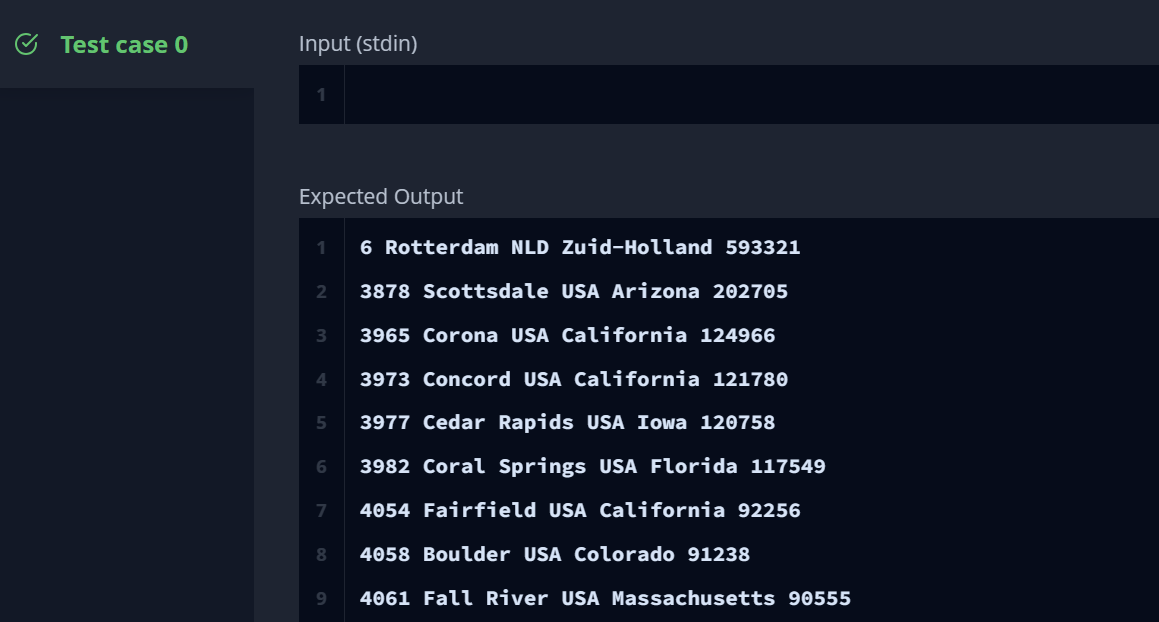 Test case 0
Input (stdin)
1
Expected Output
1 6 Rotterdam NLD Zuid-Holland 593321
2 3878 Scottsdale USA Arizona 202705
3 3965 Corona USA California 124966
4 3973 Concord USA California 121780
5 3977 Cedar Rapids USA Iowa 120758
6 3982 Coral Springs USA Florida 117549
7 4054 Fairfield USA California 92256
8 4058 Boulder USA Colorado 91238
9 4061 Fall River USA Massachusetts 90555